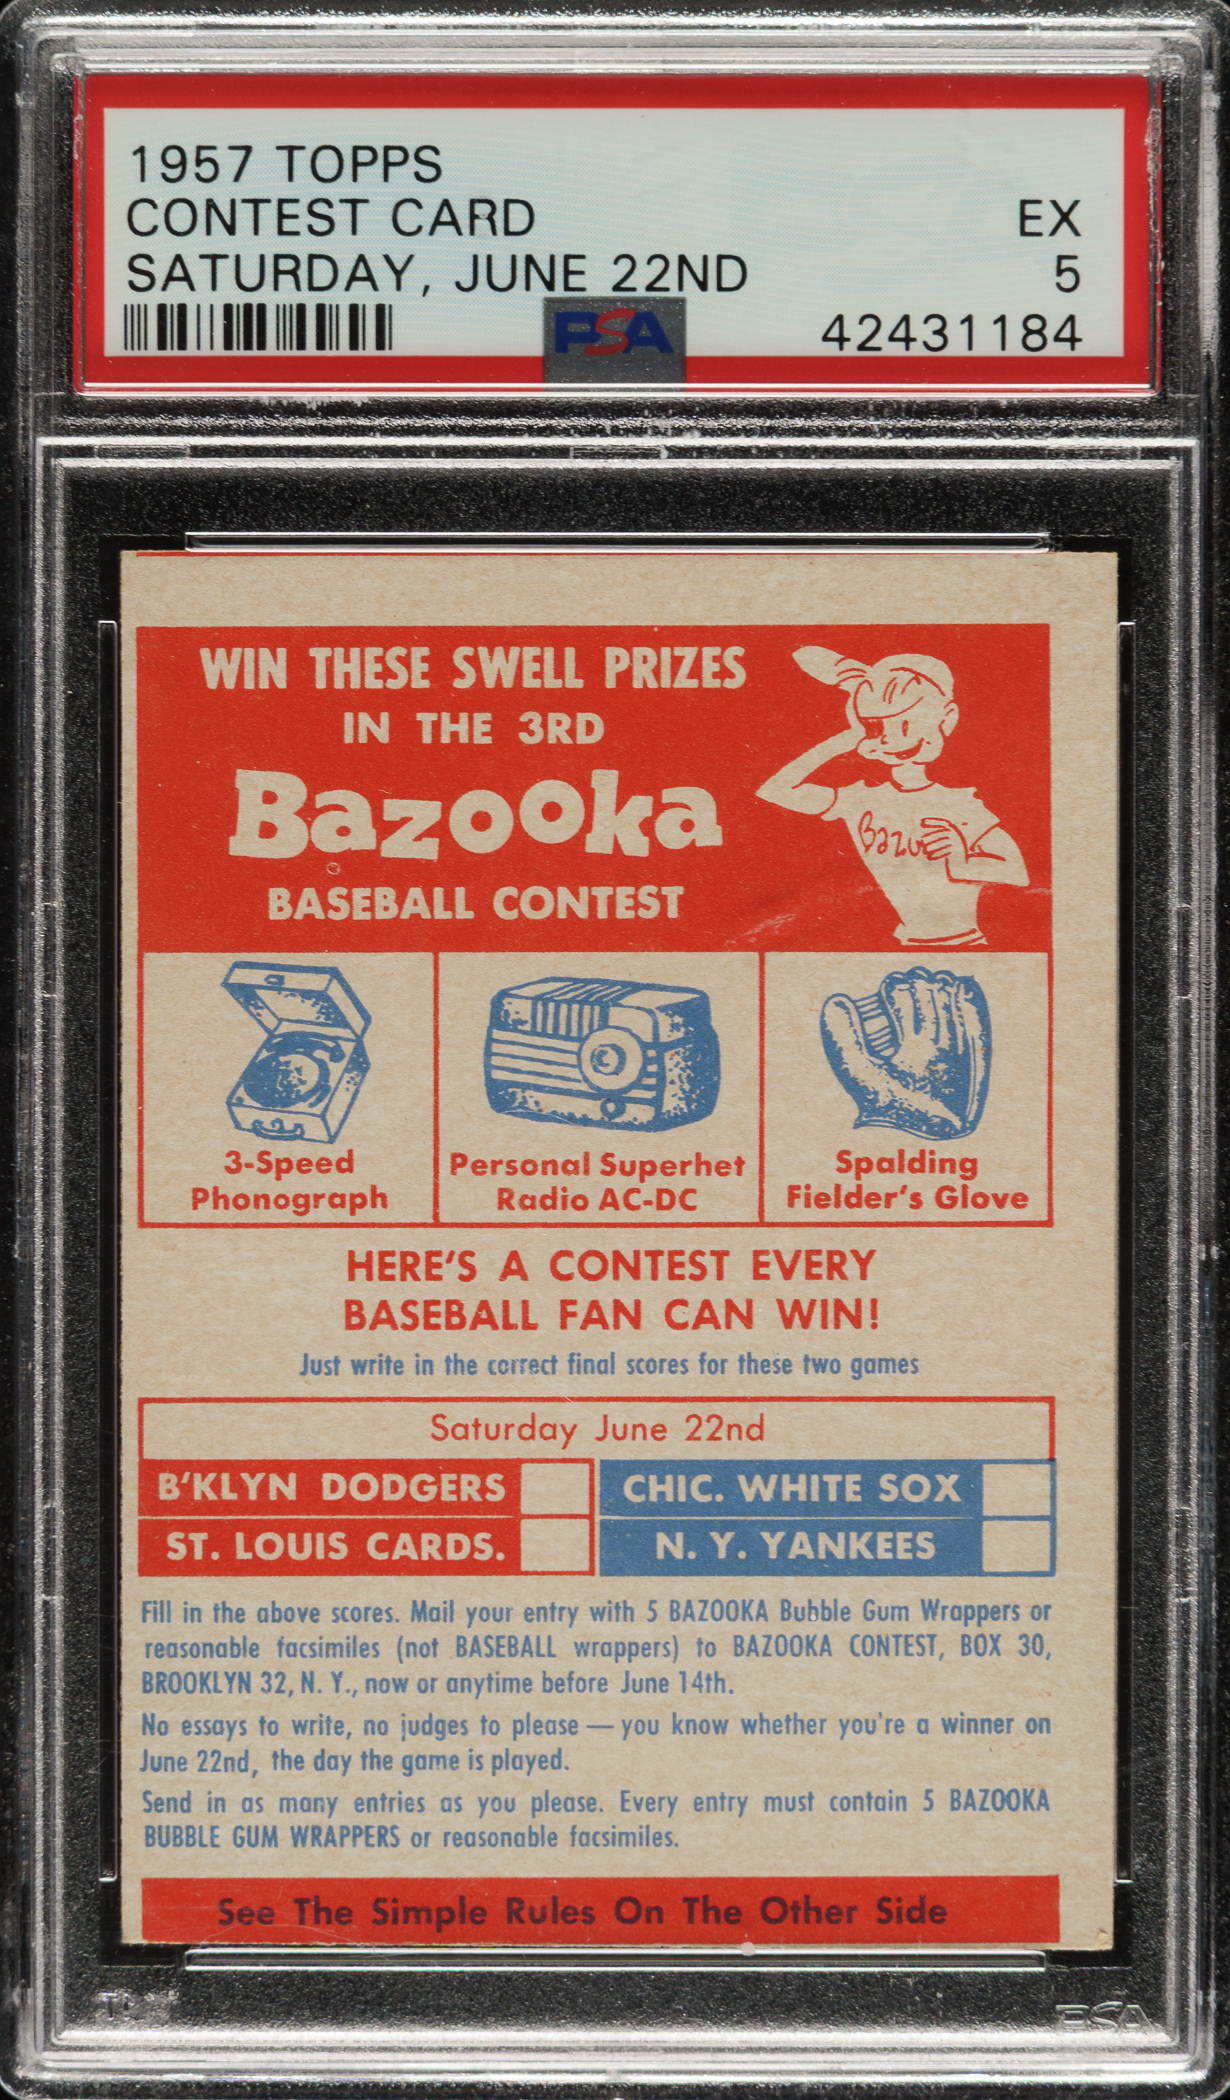 1957 TOPPS
CONTEST CARD EX
SATURDAY, JUNE 22ND 5
PSA 42431184
WIN THESE SWELL PRIZES
IN THE 3RD
Bazooka
BASEBALL CONTEST
3-Speed
Phonograph
Personal Superhet
Radio AC-DC
Spalding
Fielder's Glove
HERE'S A CONTEST EVERY
BASEBALL FAN CAN WIN!
Just write in the correct final scores for these two games
Saturday June 22nd
B'KLYN DODGERS
ST. LOUIS CARDS.
CHIC. WHITE SOX
N. Y. YANKEES
Fill in the above scores. Mail your entry with 5 BAZOOKA Bubble Gum Wrappers or
reasonable facsimiles (not BASEBALL wrappers) to BAZOOKA CONTEST, BOX 30,
BROOKLYN 32, N. Y., now or anytime before June 14th.
No essays to write, no judges to please — you know whether you're a winner on
June 22nd, the day the game is played.
Send in as many entries as you please. Every entry must contain 5 BAZOOKA
BUBBLE GUM WRAPPERS or reasonable facsimiles.
See The Simple Rules On The Other Side
PSA